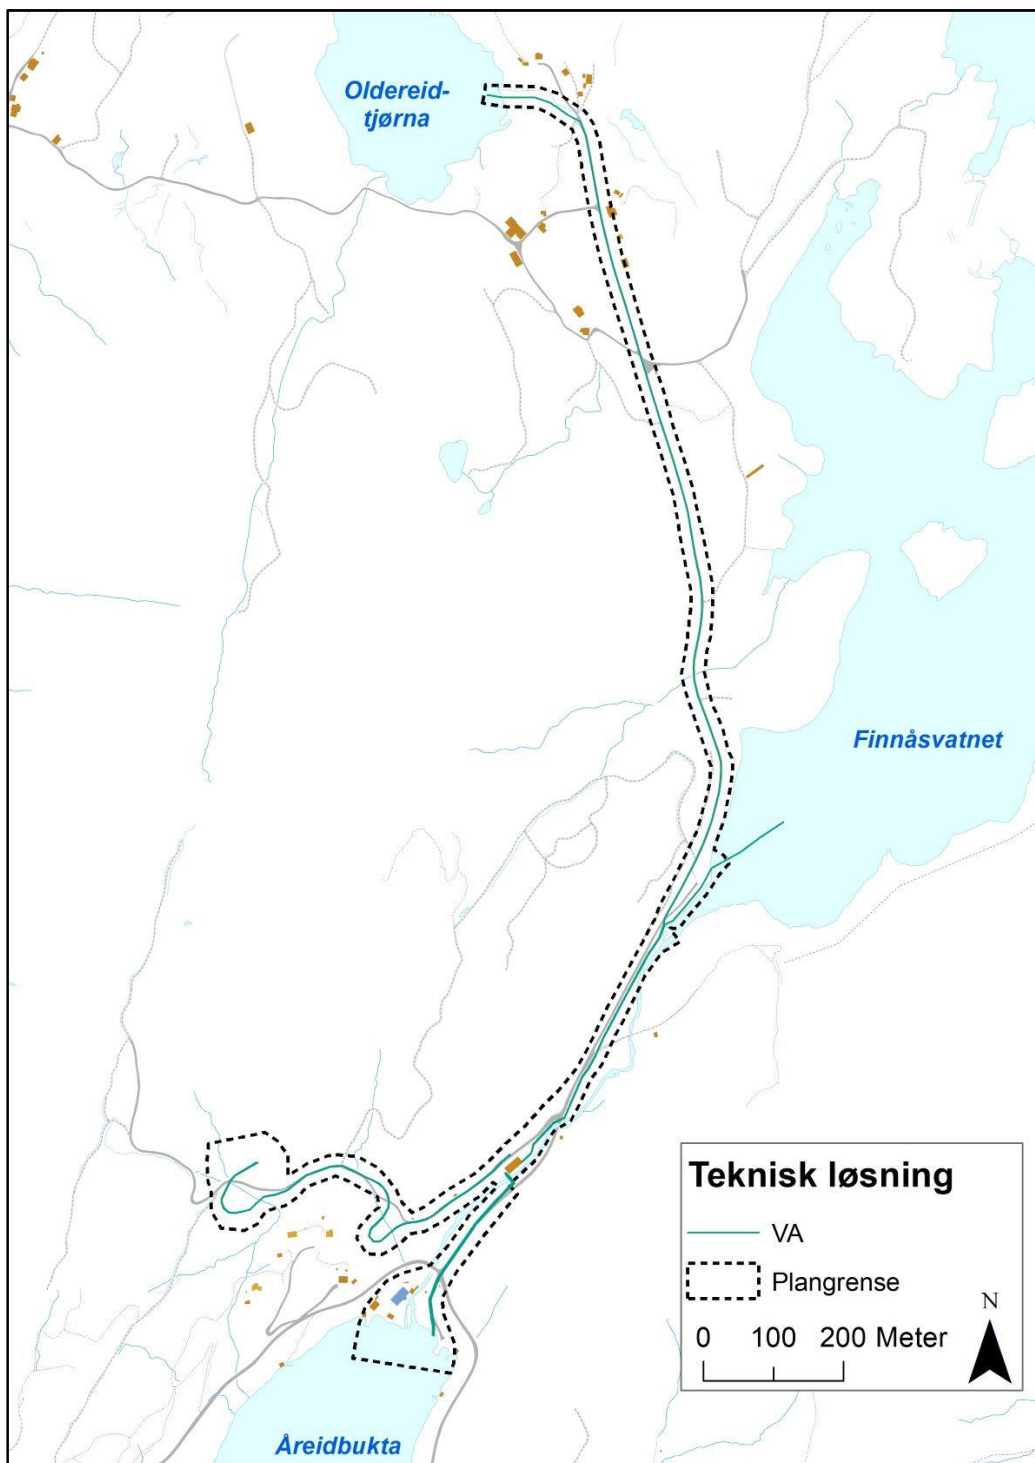 Oldereid-
tjørna
Finnåsvatnet
Teknisk løsning
VA
Plangrense
N
0 100 200 Meter
Åreidbukta